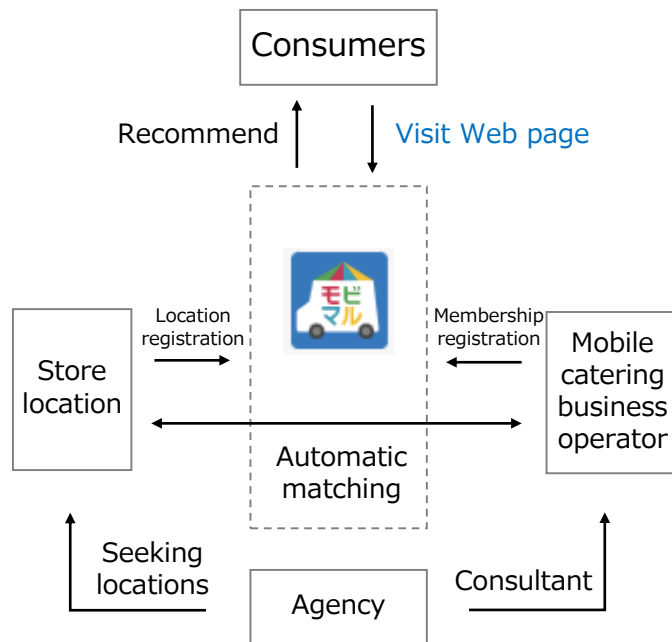 Consumers
Recommend
Visit Web page
モビ
マル
Location
registration
Membership
registration
Store
location
Mobile
catering
business
operator
Automatic
matching
Seeking
locations
Agency
Consultant